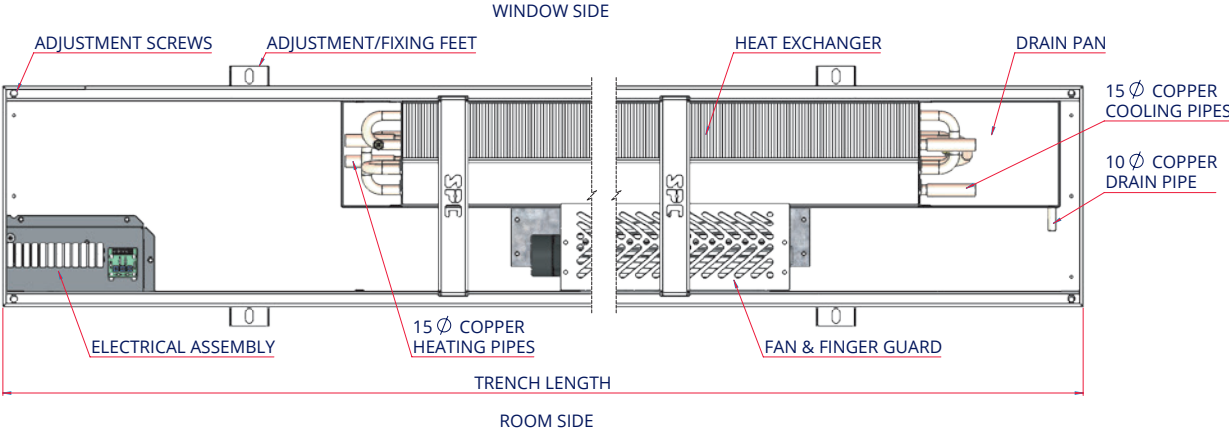 WINDOW SIDE
ADJUSTMENT SCREWS
ADJUSTMENT/FIXING FEET
HEAT EXCHANGER
DRAIN PAN
15 Ø COPPER
COOLING PIPES
10 Ø COPPER
DRAIN PIPE
SPC
SPC
ELECTRICAL ASSEMBLY
15 Ø COPPER
HEATING PIPES
FAN & FINGER GUARD
TRENCH LENGTH
ROOM SIDE